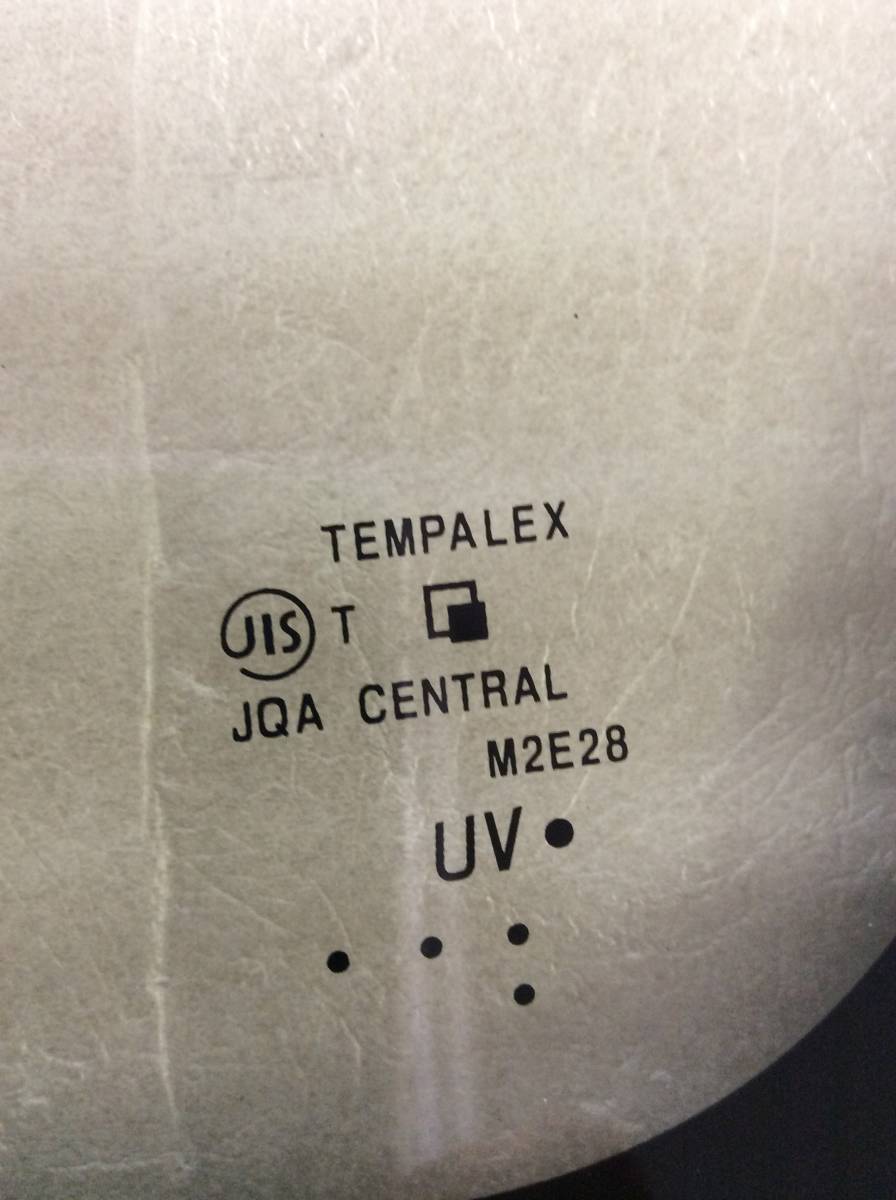 TEMPALEX
JIS T
JQA CENTRAL
M2E28
UV